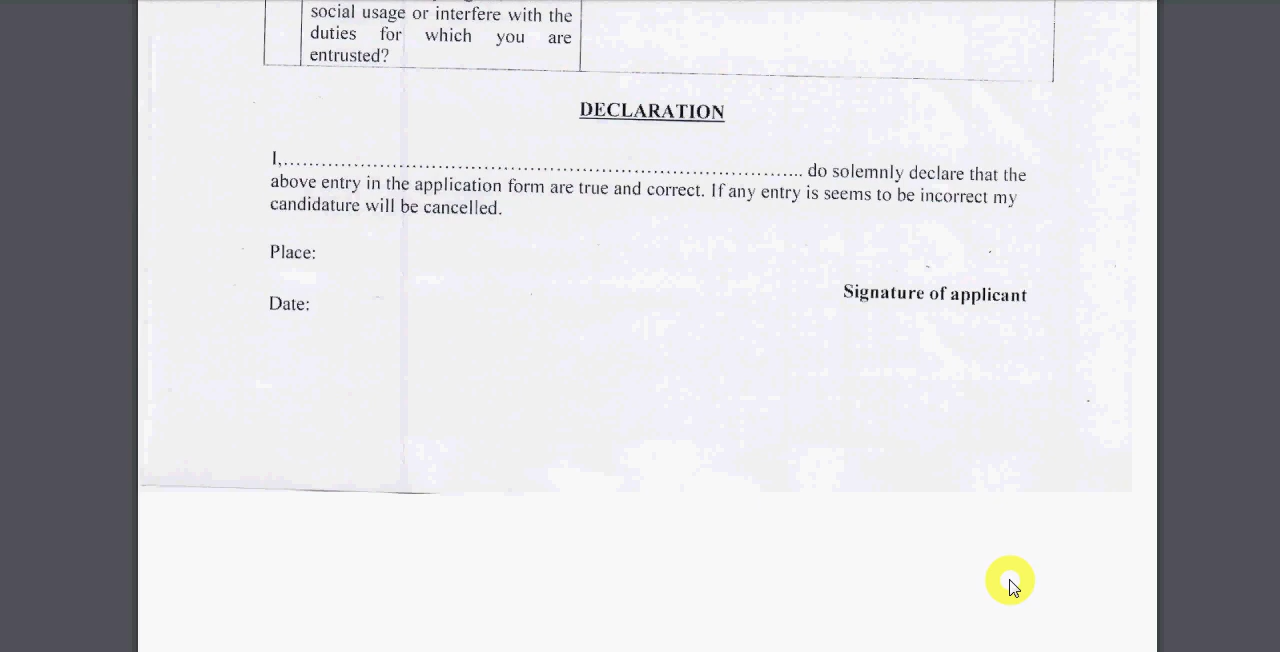 social usage or interfere with the
duties for which you are
entrusted?
DECLARATION
I,.................................................................................... do solemnly declare that the
above entry in the application form are true and correct. If any entry is seems to be incorrect my
candidature will be cancelled.
Place:
Signature of applicant
Date: